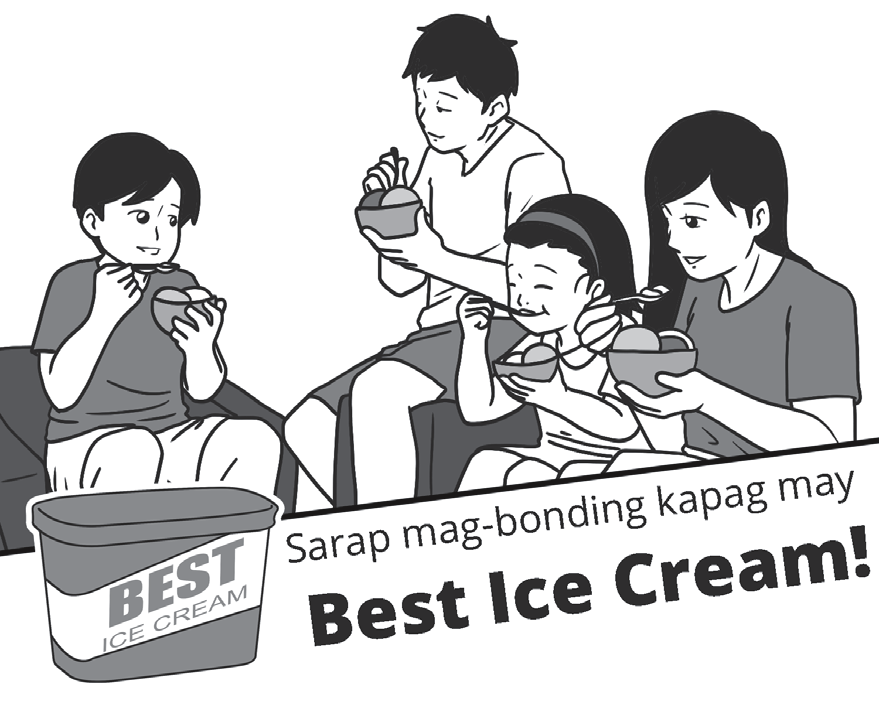 Sarap mag-bonding kapag may
Best Ice Cream!
BEST
ICE CREAM